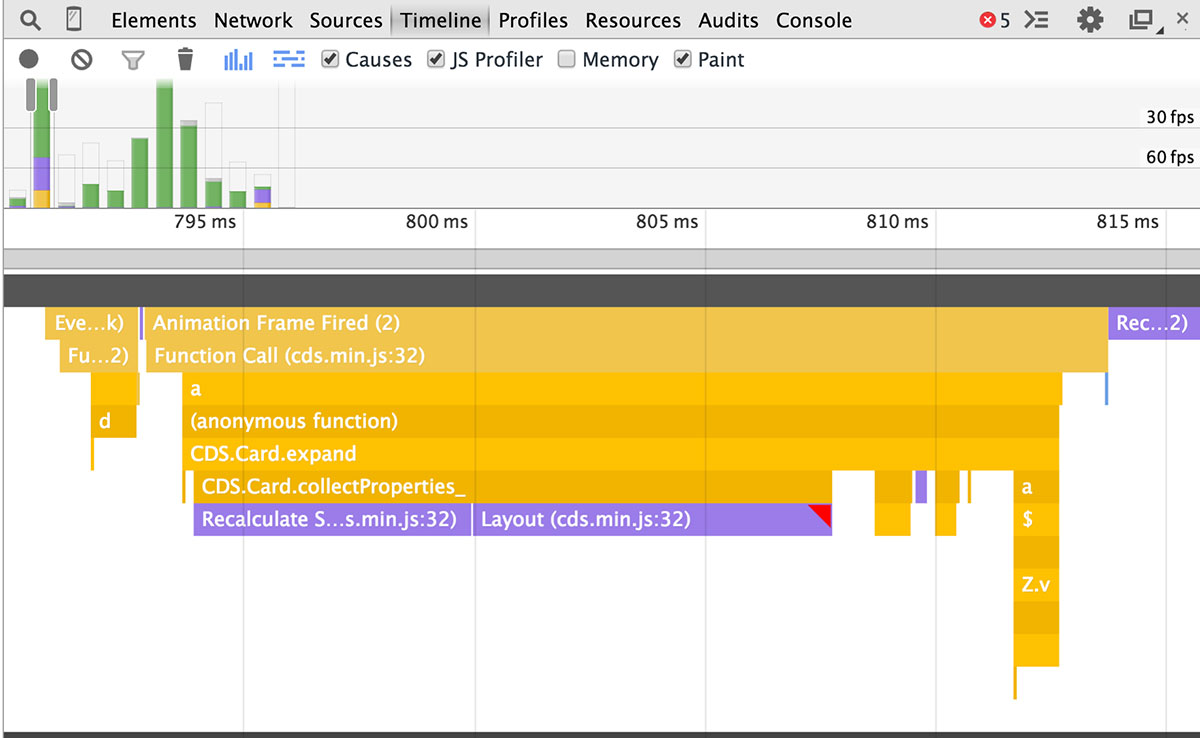 Elements Network Sources Timeline Profiles Resources Audits Console 5
Causes JS Profiler Memory Paint
30 fps
60 fps
795 ms 800 ms 805 ms 810 ms 815 ms
Eve...k) Animation Frame Fired (2) Rec...2)
Fu...2) Function Call (cds.min.js:32)
a
d (anonymous function)
CDS.Card.expand
CDS.Card.collectProperties_ a
Recalculate S...s.min.js:32) Layout (cds.min.js:32) $
Z.v